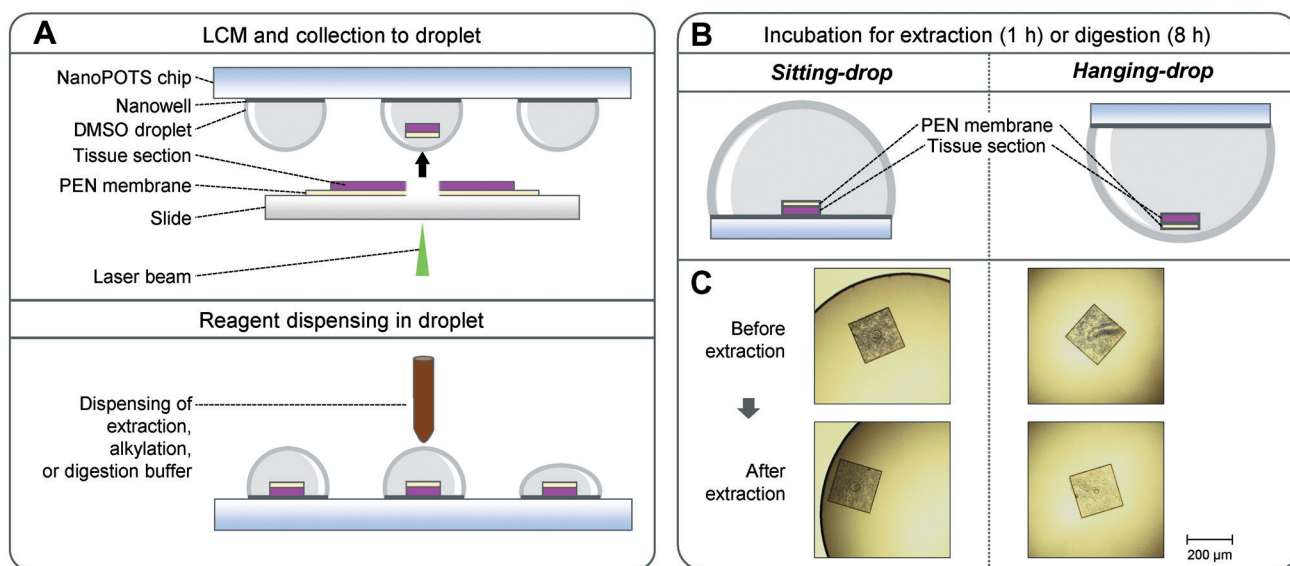 A
LCM and collection to droplet
NanoPOTS chip
Nanowell
DMSO droplet
Tissue section
PEN membrane
Slide
Laser beam
Reagent dispensing in droplet
Dispensing of
extraction,
alkylation,
or digestion buffer
B
Incubation for extraction (1 h) or digestion (8 h)
Sitting-drop
Hanging-drop
PEN membrane
Tissue section
C
Before
extraction
After
extraction
200 µm